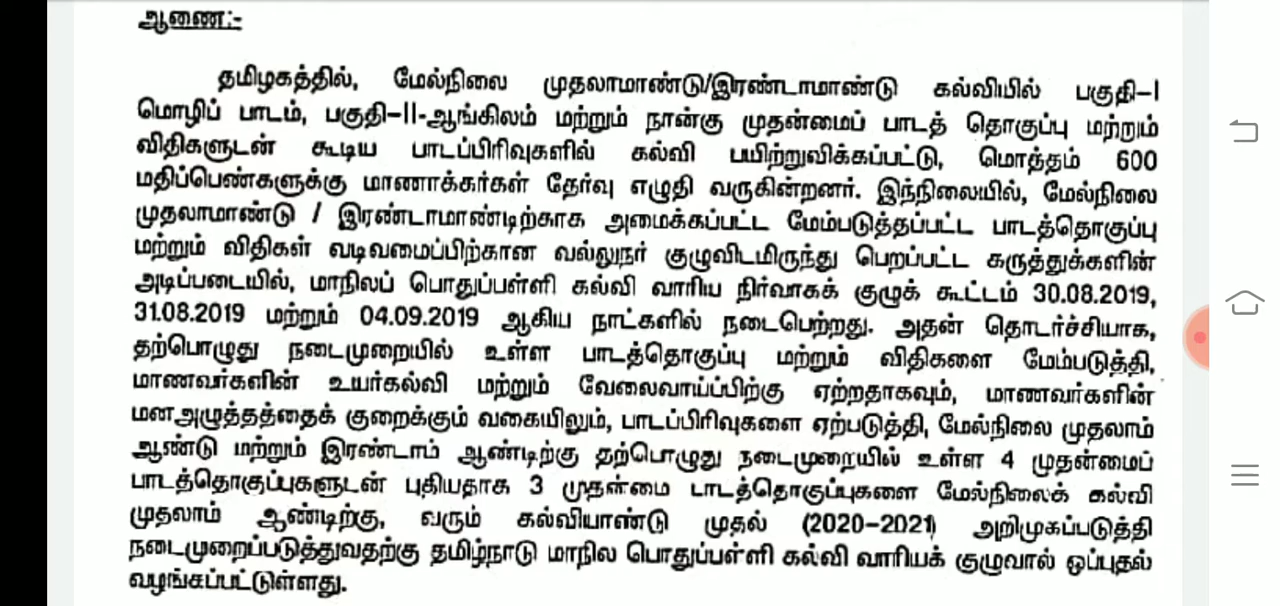 ஆணை:-
தமிழகத்தில், மேல்நிலை முதலாமாண்டு/இரண்டாமாண்டு கல்வியில் பகுதி-I
மொழிப் பாடம், பகுதி-II-ஆங்கிலம் மற்றும் நான்கு முதன்மைப் பாடத் தொகுப்பு மற்றும்
விதிகளுடன் கூடிய பாடப்பிரிவுகளில் கல்வி பயிற்றுவிக்கப்பட்டு, மொத்தம் 600
மதிப்பெண்களுக்கு மாணாக்கர்கள் தேர்வு எழுதி வருகின்றனர். இந்நிலையில், மேல்நிலை
முதலாமாண்டு / இரண்டாமாண்டிற்காக அமைக்கப்பட்ட மேம்படுத்தப்பட்ட பாடத்தொகுப்பு
மற்றும் விதிகள் வடிவமைப்பிற்கான வல்லுநர் குழுவிடமிருந்து பெறப்பட்ட கருத்துக்களின்
அடிப்படையில், மாநிலப் பொதுப்பள்ளி கல்வி வாரிய நிர்வாகக் குழுக் கூட்டம் 30.08.2019,
31.08.2019 மற்றும் 04.09.2019 ஆகிய நாட்களில் நடைபெற்றது. அதன் தொடர்ச்சியாக,
தற்பொழுது நடைமுறையில் உள்ள பாடத்தொகுப்பு மற்றும் விதிகளை மேம்படுத்தி,
மாணவர்களின் உயர்கல்வி மற்றும் வேலைவாய்ப்பிற்கு ஏற்றதாகவும், மாணவர்களின்
மனஅழுத்தத்தைக் குறைக்கும் வகையிலும், பாடப்பிரிவுகளை ஏற்படுத்தி, மேல்நிலை முதலாம்
ஆண்டு மற்றும் இரண்டாம் ஆண்டிற்கு தற்பொழுது நடைமுறையில் உள்ள 4 முதன்மைப்
பாடத்தொகுப்புகளுடன் புதியதாக 3 முதன்மை பாடத்தொகுப்புகளை மேல்நிலைக் கல்வி
முதலாம் ஆண்டிற்கு, வரும் கல்வியாண்டு முதல் (2020-2021) அறிமுகப்படுத்தி
நடைமுறைப்படுத்துவதற்கு தமிழ்நாடு மாநில பொதுப்பள்ளி கல்வி வாரியக் குழுவால் ஒப்புதல்
வழங்கப்பட்டுள்ளது.